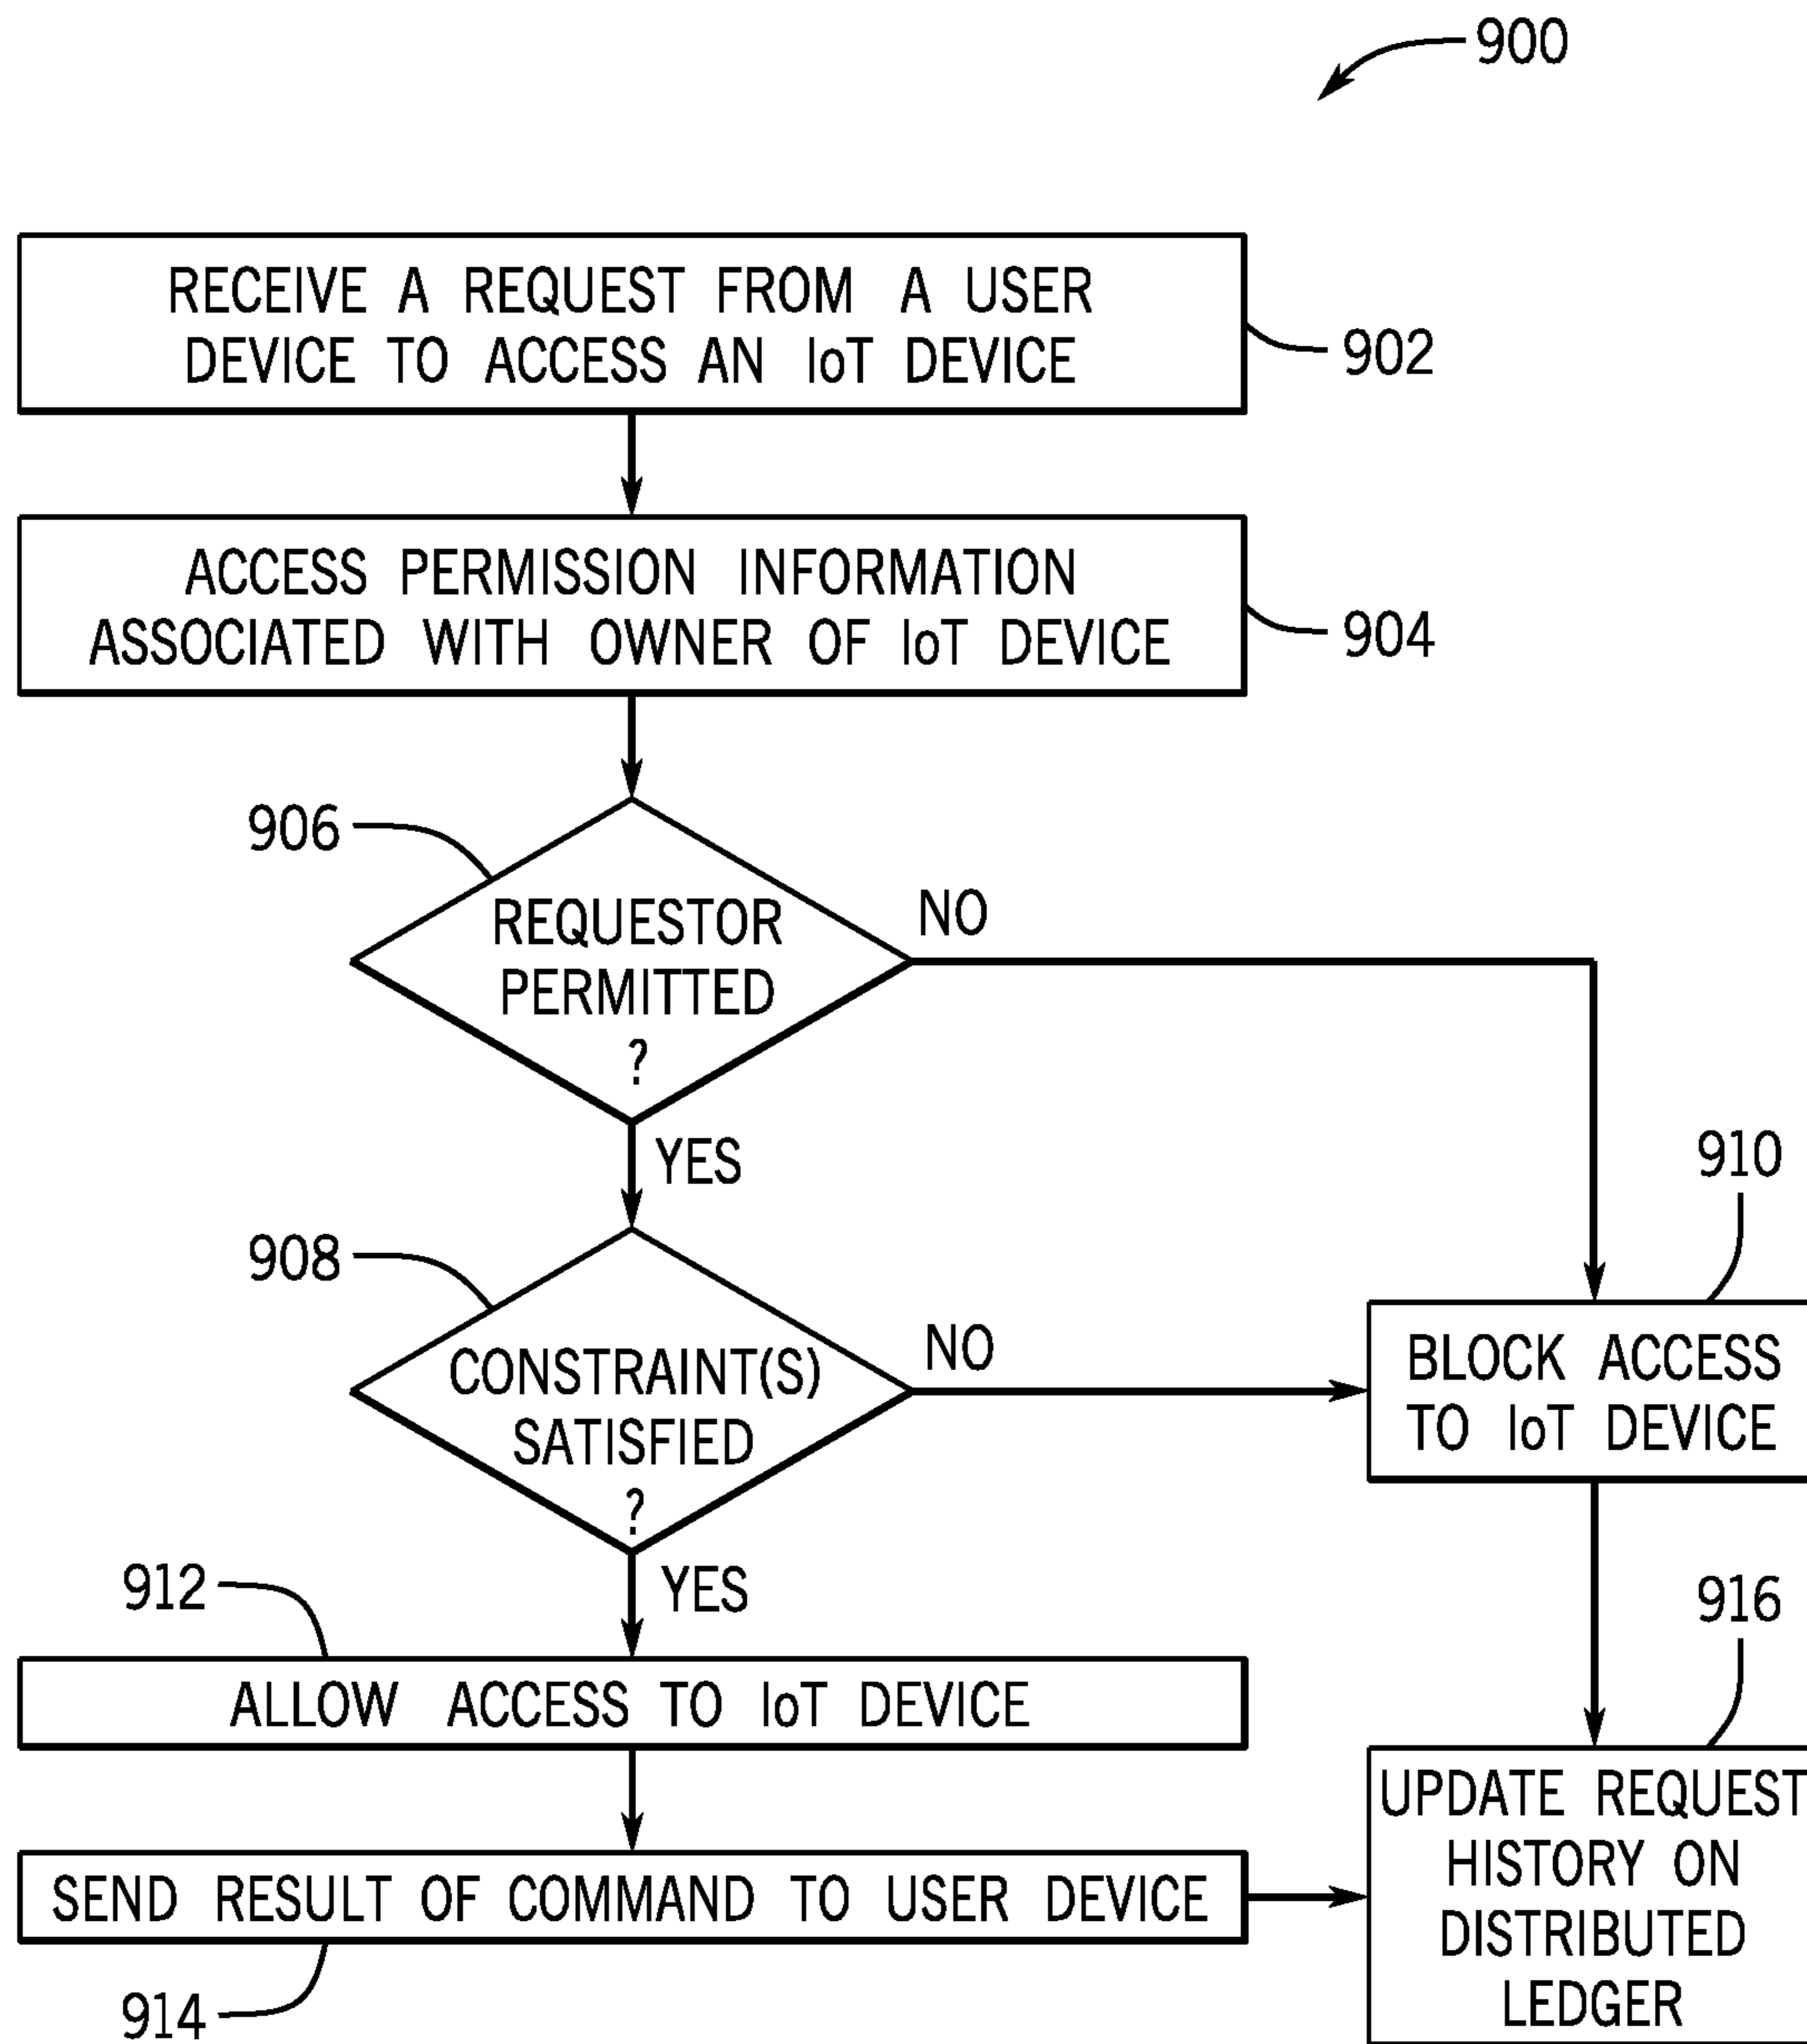 900
RECEIVE A REQUEST FROM A USER
DEVICE TO ACCESS AN IoT DEVICE
902
ACCESS PERMISSION INFORMATION
ASSOCIATED WITH OWNER OF IoT DEVICE
904
906
REQUESTOR
PERMITTED
?
NO
YES
908
CONSTRAINT(S)
SATISFIED
?
NO
YES
910
BLOCK ACCESS
TO IoT DEVICE
912
ALLOW ACCESS TO IoT DEVICE
SEND RESULT OF COMMAND TO USER DEVICE
914
916
UPDATE REQUEST
HISTORY ON
DISTRIBUTED
LEDGER